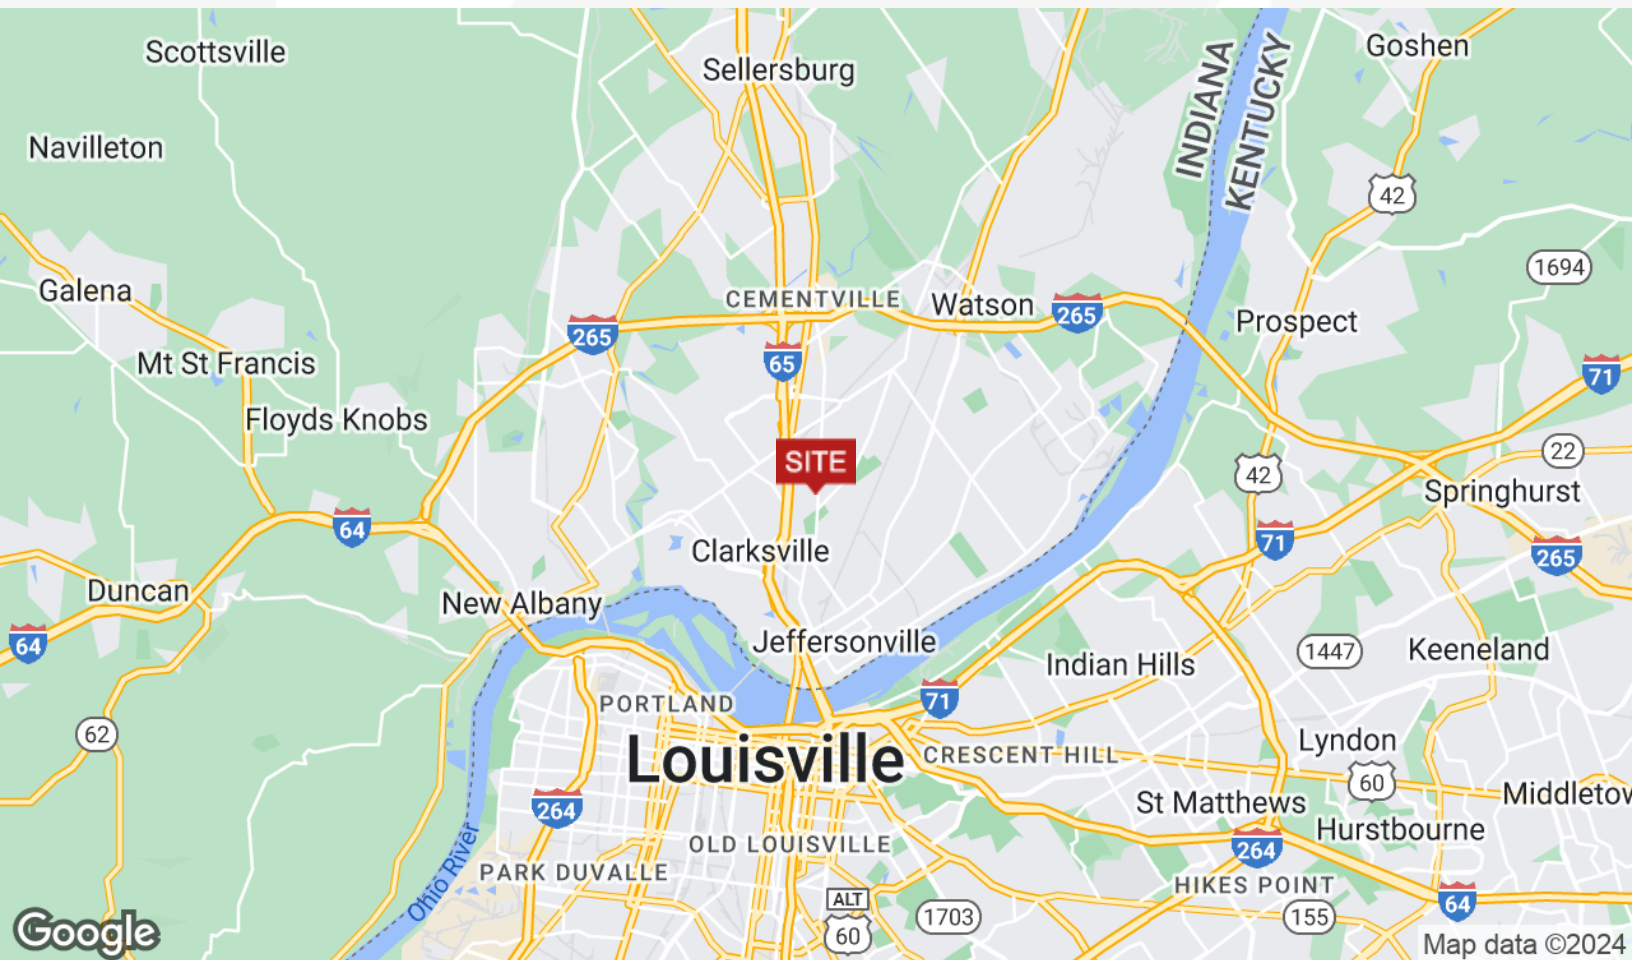 Scottsville
Sellersburg
Goshen
INDIANA
KENTUCKY
Navilleton
42
1694
Galena
CEMENTVILLE
Watson
265
Prospect
265
Mt St Francis
65
71
Floyds Knobs
SITE
22
42
Springhurst
64
71
265
Clarksville
Duncan
New Albany
64
Jeffersonville
1447
Keeneland
Indian Hills
71
PORTLAND
62
Louisville
CRESCENT HILL
Lyndon
60
264
St Matthews
Middletow
Hurstbourne
OLD LOUISVILLE
264
Ohio River
PARK DUVALLE
HIKES POINT
ALT
60
1703
155
64
Google
Map data ©2024